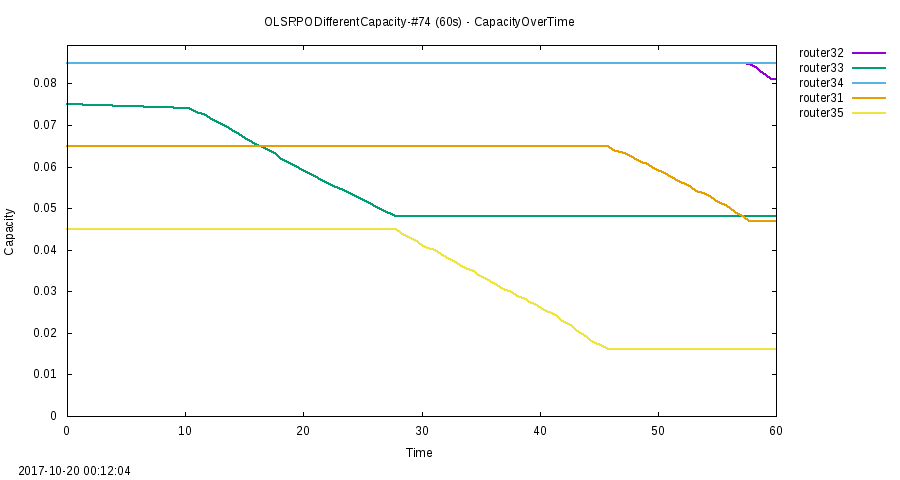 OLSRPODifferentCapacity-#74 (60s) - CapacityOverTime
router32
router33
router34
router31
router35
0.08
0.07
0.06
0.05
0.04
0.03
0.02
0.01
0
Capacity
0 10 20 30 40 50 60
Time
2017-10-20 00:12:04